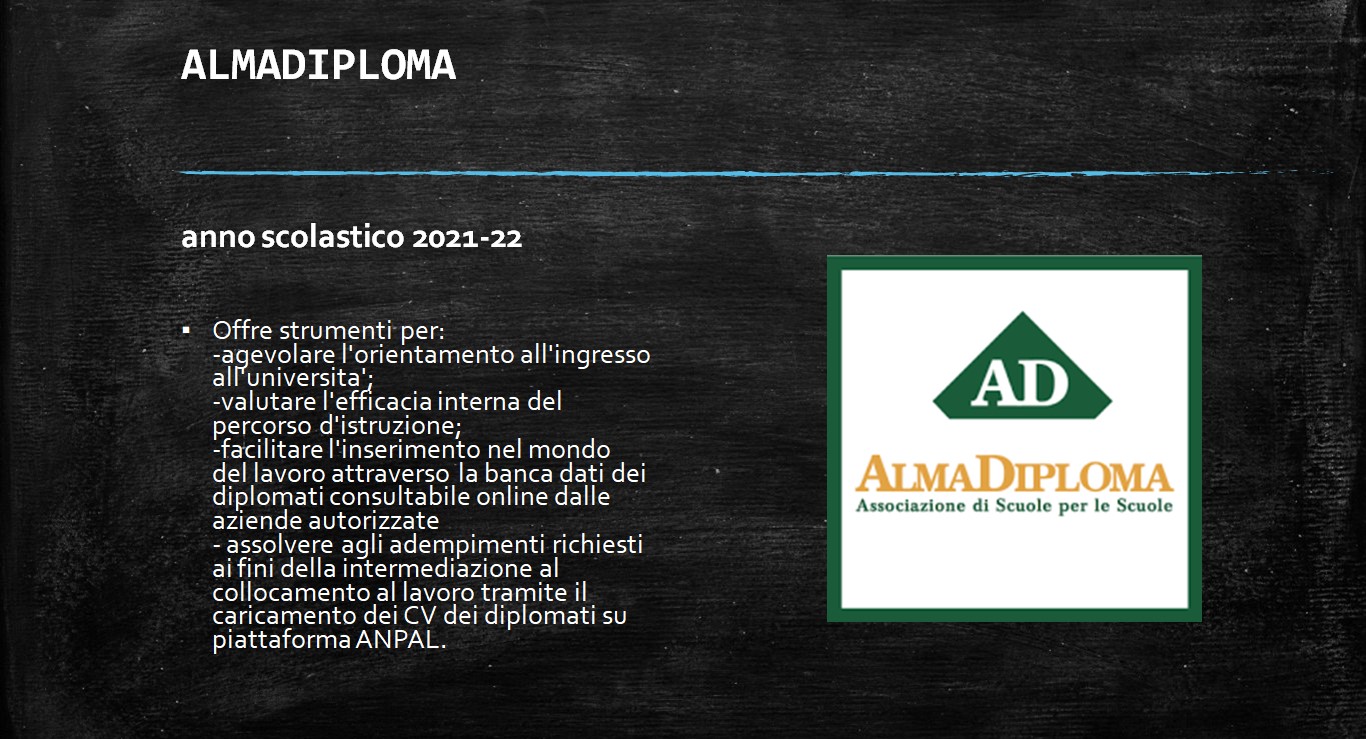 ALMADIPLOMA
anno scolastico 2021-22
▪ Offre strumenti per:
-agevolare l'orientamento all'ingresso
all'universita';
-valutare l'efficacia interna del
percorso d'istruzione;
-facilitare l'inserimento nel mondo
del lavoro attraverso la banca dati dei
diplomati consultabile online dalle
aziende autorizzate
- assolvere agli adempimenti richiesti
ai fini della intermediazione al
collocamento al lavoro tramite il
caricamento dei CV dei diplomati su
piattaforma ANPAL.
AD
ALMADIPLOMA
Associazione di Scuole per le Scuole